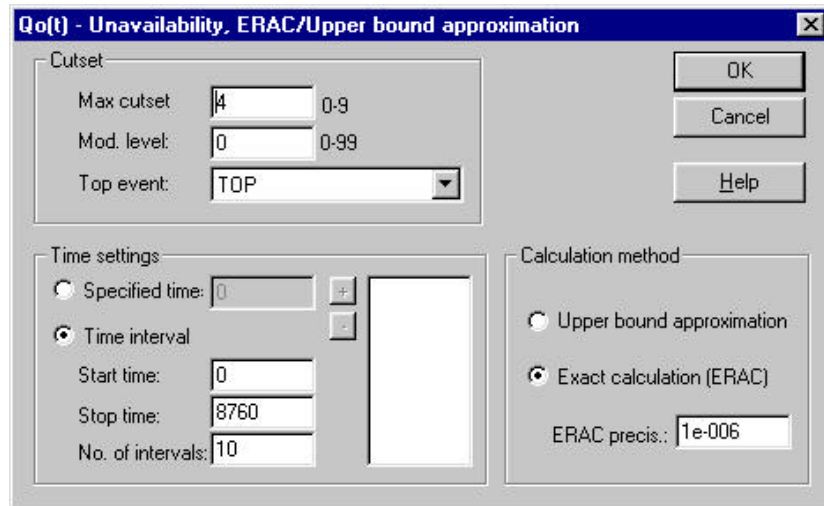 Qo(t) - Unavailability, ERAC/Upper bound approximation
Cutset
Max cutset 4 0-9
Mod. level: 0 0-99
Top event: TOP
OK
Cancel
Help
Time settings
Specified time: 0 +
-
Time interval
Start time: 0
Stop time: 8760
No. of intervals: 10
Calculation method
Upper bound approximation
Exact calculation (ERAC)
ERAC precis.: 1e-006